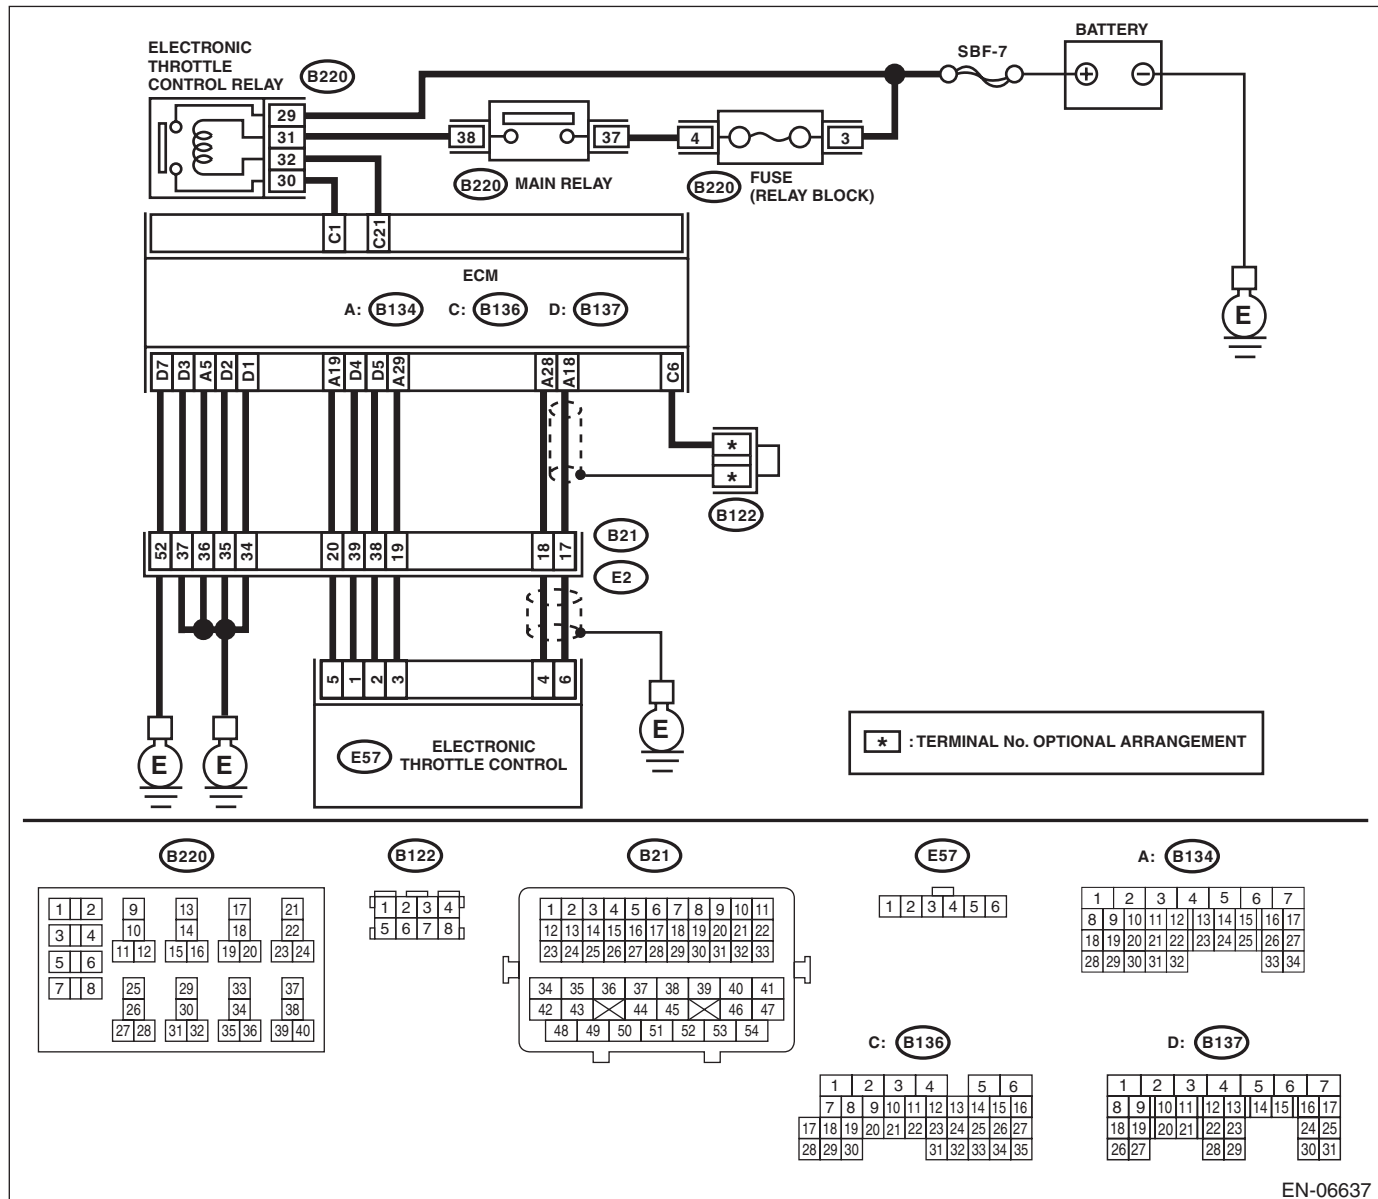 BATTERY
SBF-7
ELECTRONIC
THROTTLE
CONTROL RELAY
B220
29
31
32
30
38
37
4
3
B220 MAIN RELAY
B220 FUSE
(RELAY BLOCK)
C1
C21
ECM
A: B134 C: B136 D: B137
E
D7 D3 A5 D2 D1 A19 D4 D5 A29 A28 A18 C6
*
*
B122
52 37 36 35 34 20 39 38 19 18 17
B21
E2
5 1 2 3 4 6
E E
E57 ELECTRONIC
THROTTLE CONTROL
E
* : TERMINAL No. OPTIONAL ARRANGEMENT
B220
1 2 9 13 17 21
3 4 10 14 18 22
11 12 15 16 19 20 23 24
5 6
7 8 25 29 33 37
26 30 34 38
27 28 31 32 35 36 39 40
B122
1 2 3 4
5 6 7 8
B21
1 2 3 4 5 6 7 8 9 10 11
12 13 14 15 16 17 18 19 20 21 22
23 24 25 26 27 28 29 30 31 32 33
34 35 36 37 38 39 40 41
42 43 44 45 46 47
48 49 50 51 52 53 54
E57
1 2 3 4 5 6
A: B134
1 2 3 4 5 6 7
8 9 10 11 12 13 14 15 16 17
18 19 20 21 22 23 24 25 26 27
28 29 30 31 32 33 34
C: B136
1 2 3 4 5 6
7 8 9 10 11 12 13 14 15 16
17 18 19 20 21 22 23 24 25 26 27
28 29 30 31 32 33 34 35
D: B137
1 2 3 4 5 6 7
8 9 10 11 12 13 14 15 16 17
18 19 20 21 22 23 24 25
26 27 28 29 30 31
EN-06637